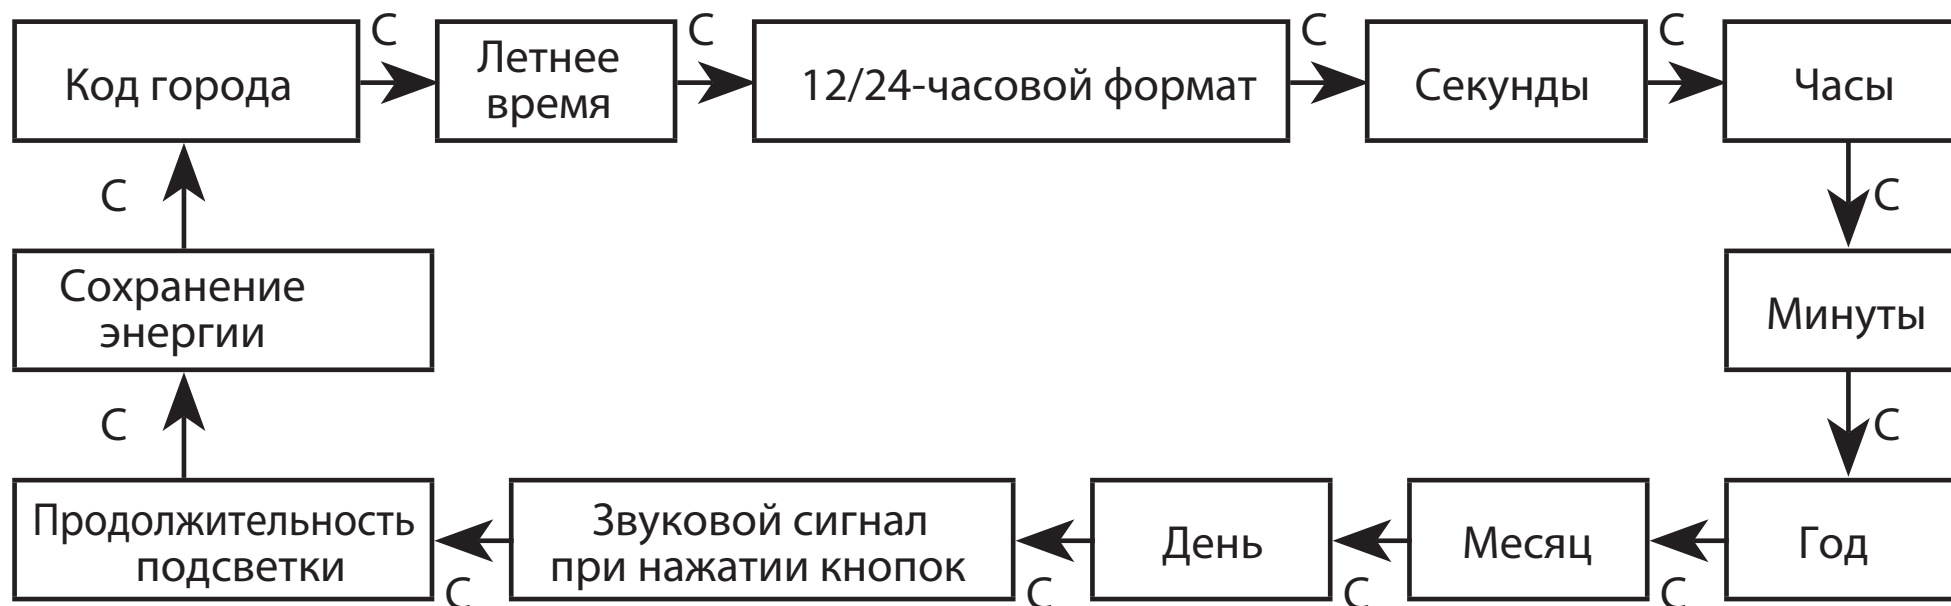 С С С С
Код города
Летнее
время
12/24-часовой формат
Секунды
Часы
С С
Сохранение
энергии
Минуты
С С
Продолжительность
подсветки
Звуковой сигнал
при нажатии кнопок
День
Месяц
Год
С С С С